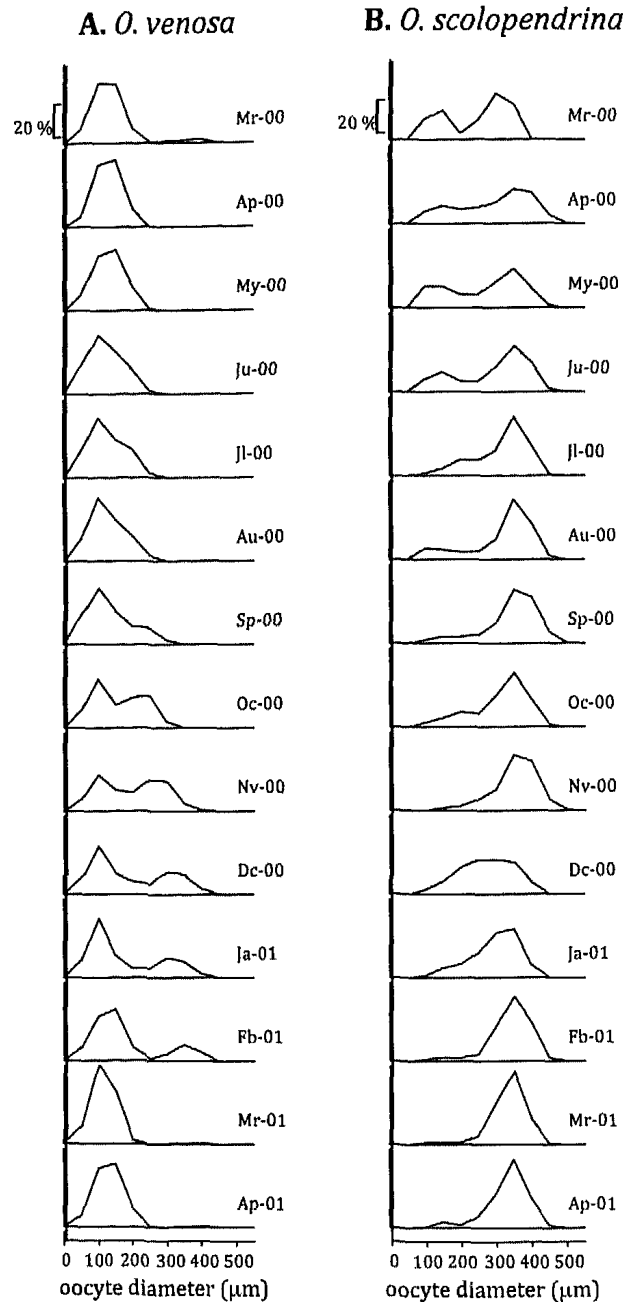 A. O. venosa
B. O. scolopendrina
20 %
Mr-00
Ap-00
My-00
Ju-00
Jl-00
Au-00
Sp-00
Oc-00
Nv-00
Dc-00
Ja-01
Fb-01
Mr-01
Ap-01
0 100 200 300 400 500
oocyte diameter (μm)
20 %
Mr-00
Ap-00
My-00
Ju-00
Jl-00
Au-00
Sp-00
Oc-00
Nv-00
Dc-00
Ja-01
Fb-01
Mr-01
Ap-01
0 100 200 300 400 500
oocyte diameter (μm)